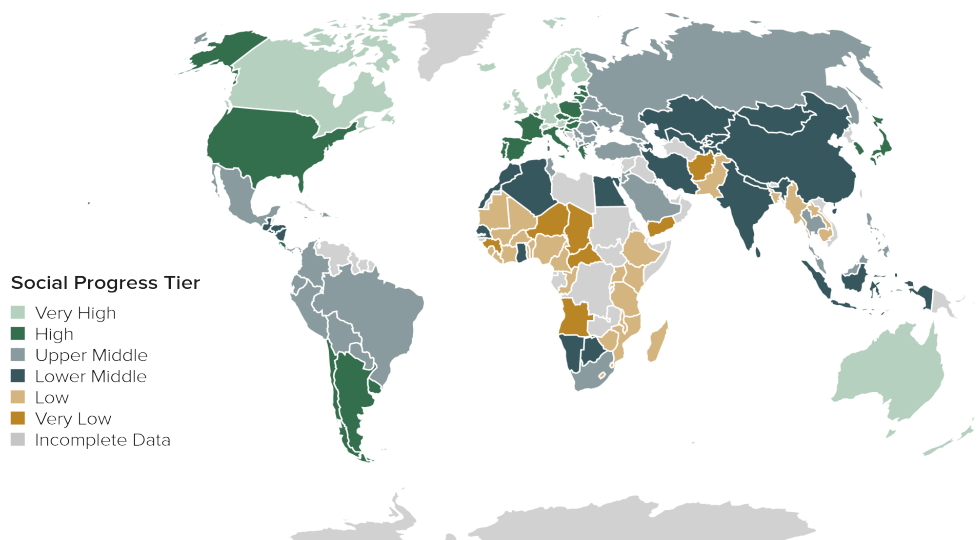 Social Progress Tier
Very High
High
Upper Middle
Lower Middle
Low
Very Low
Incomplete Data